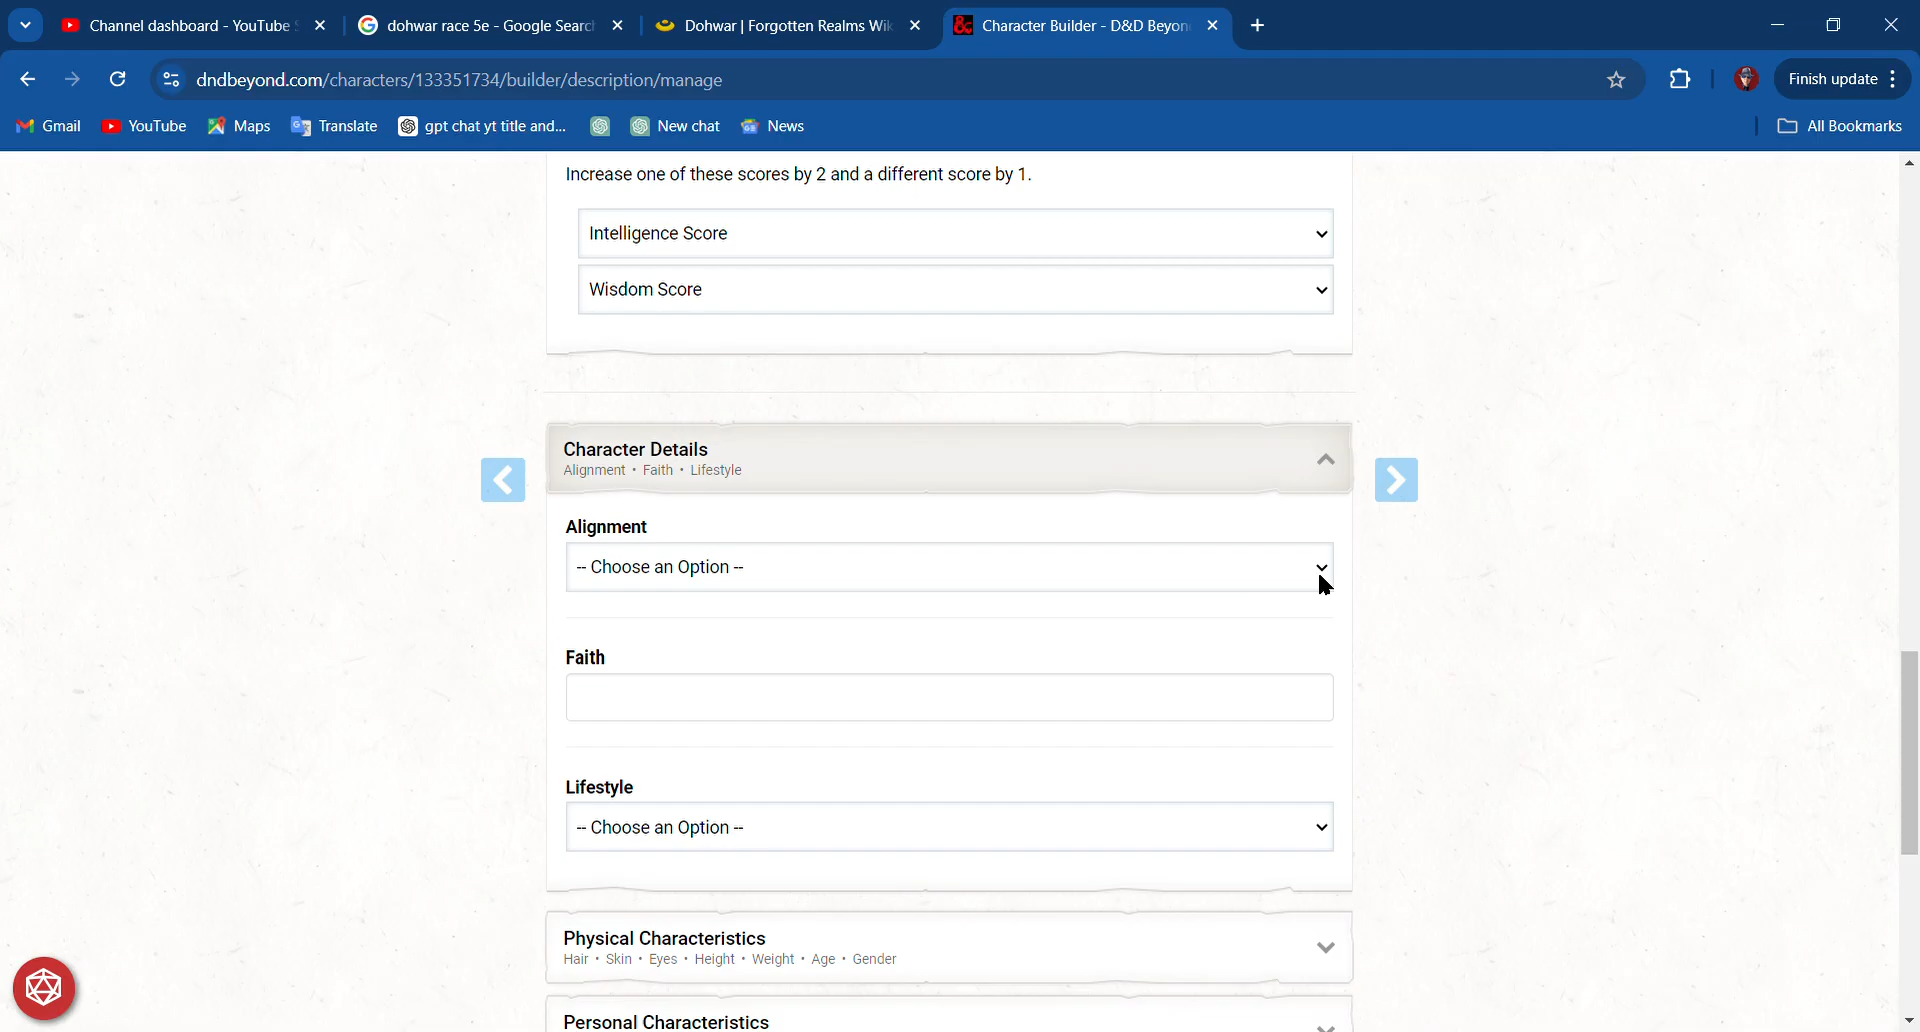 Channel dashboard - YouTube S
dohwar race 5e - Google Search
Dohwar | Forgotten Realms Wik
Character Builder - D&D Beyon
dndbeyond.com/characters/133351734/builder/description/manage
Finish update
Gmail
YouTube
Maps
Translate
gpt chat yt title and...
New chat
News
All Bookmarks
Increase one of these scores by 2 and a different score by 1.
Intelligence Score
Wisdom Score
Character Details
Alignment • Faith • Lifestyle
Alignment
-- Choose an Option --
Faith
Lifestyle
-- Choose an Option --
Physical Characteristics
Hair • Skin • Eyes • Height • Weight • Age • Gender
Personal Characteristics